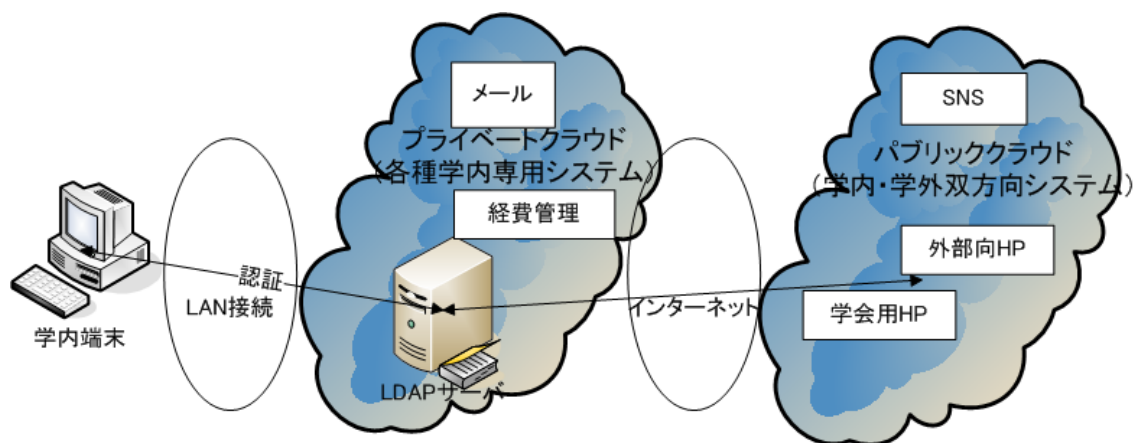 メール
プライベートクラウド
(各種学内専用システム)
経費管理
認証
LAN接続
学内端末
LDAPサーバ
インターネット
SNS
パブリッククラウド
(学内・学外双方向システム)
外部向HP
学会用HP